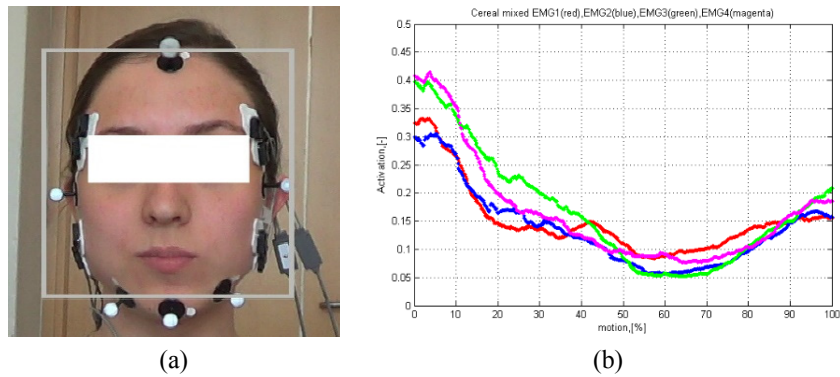 Cereal mixed EMG1(red),EMG2(blue),EMG3(green),EMG4(magenta)
0.5
0.45
0.4
0.35
0.3
0.25
0.2
0.15
0.1
0.05
0
Activation,[-]
0 10 20 30 40 50 60 70 80 90 100
motion,[%]
(a) (b)